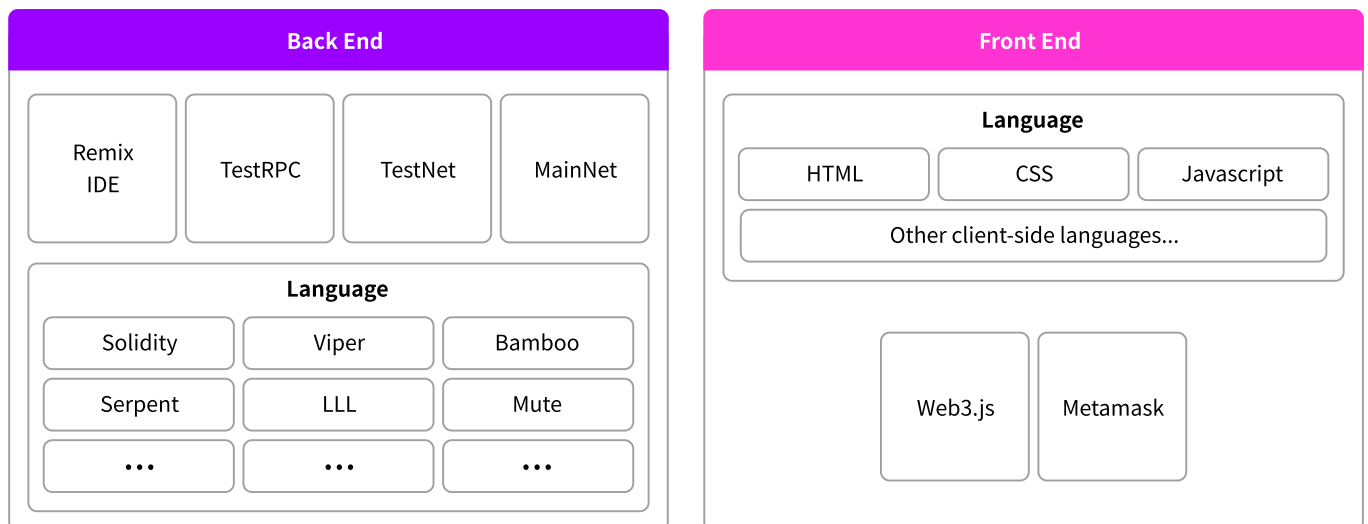 Back End
Remix
IDE
TestRPC
TestNet
MainNet
Language
Solidity
Viper
Bamboo
Serpent
LLL
Mute
•••
•••
•••
Front End
Language
HTML
CSS
Javascript
Other client-side languages...
Web3.js
Metamask